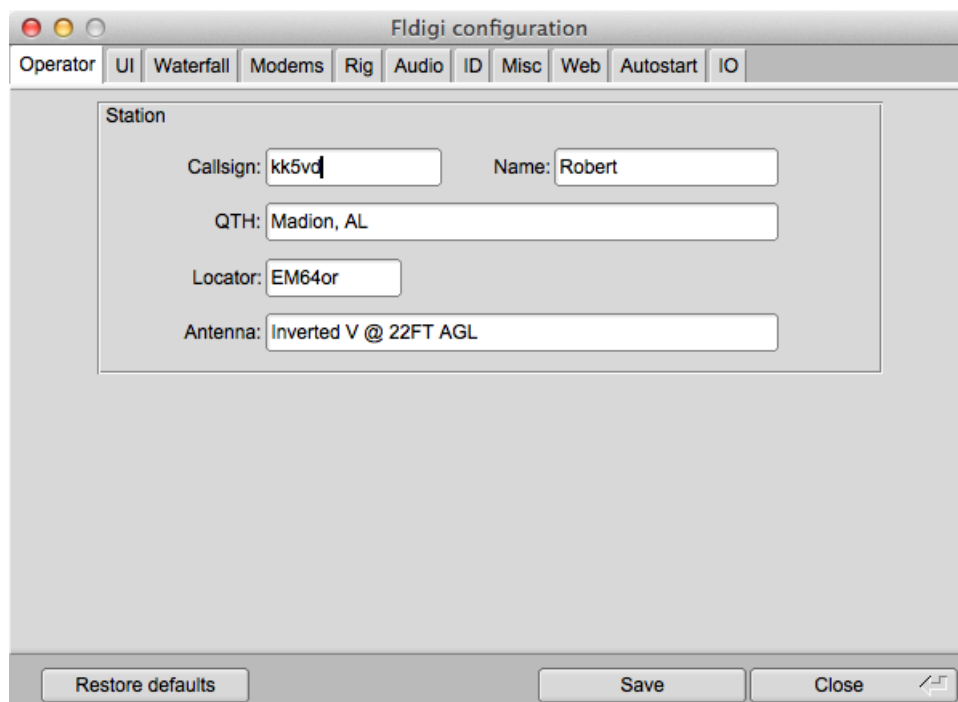 Fldigi configuration
Operator UI Waterfall Modems Rig Audio ID Misc Web Autostart IO
Station
Callsign: kk5vd Name: Robert
QTH: Madion, AL
Locator: EM64or
Antenna: Inverted V @ 22FT AGL
Restore defaults Save Close